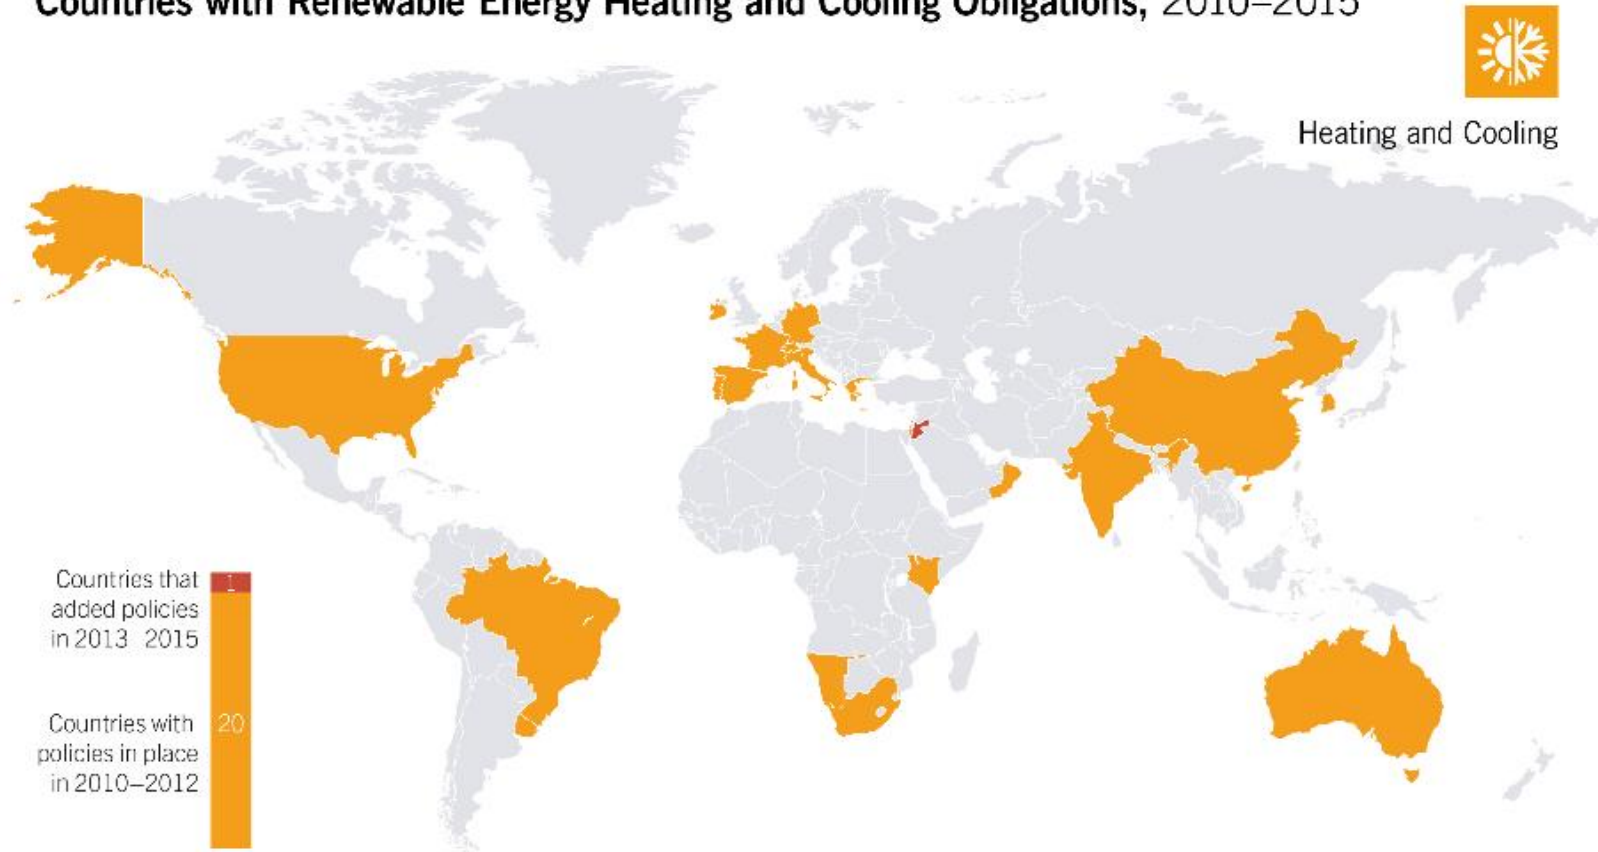 Countries with Renewable Energy Heating and Cooling Obligations, 2010–2015
Heating and Cooling
Countries that
added policies
in 2013 2015
1
Countries with
policies in place
in 2010–2012
20